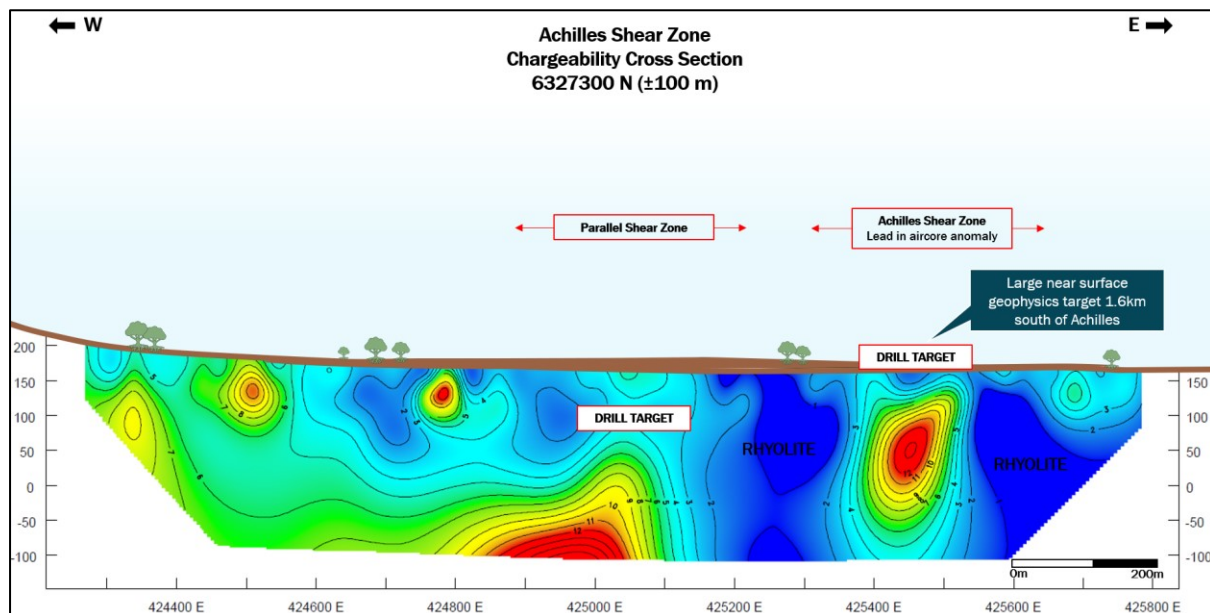 W
E
Achilles Shear Zone
Chargeability Cross Section
6327300 N (±100 m)
Parallel Shear Zone
Achilles Shear Zone
Lead in aircore anomaly
Large near surface
geophysics target 1.6km
south of Achilles
DRILL TARGET
DRILL TARGET
RHYOLITE
RHYOLITE
200
150
100
50
0
-50
-100
150
100
50
0
-50
-100
0m
200m
424400 E
424600 E
424800 E
425000 E
425200 E
425400 E
425600 E
425800 E